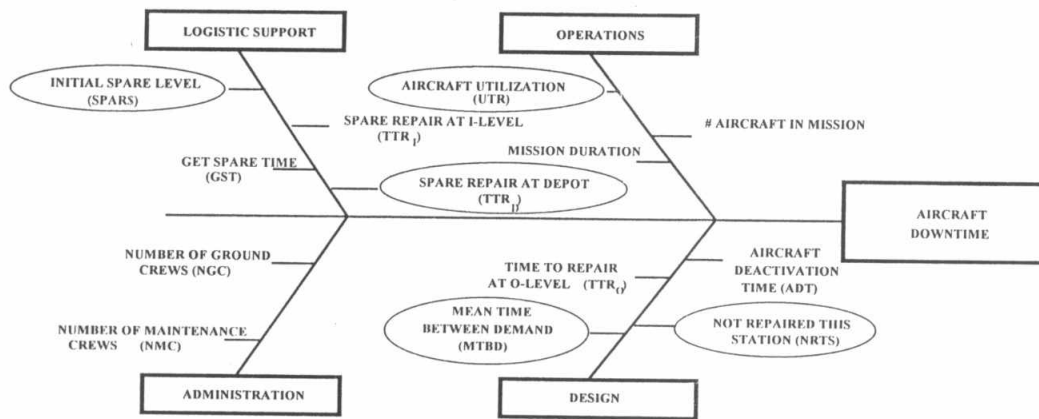 LOGISTIC SUPPORT
OPERATIONS
INITIAL SPARE LEVEL
(SPARS)
AIRCRAFT UTILIZATION
(UTR)
SPARE REPAIR AT I-LEVEL
(TTR I)
# AIRCRAFT IN MISSION
GET SPARE TIME
(GST)
MISSION DURATION
SPARE REPAIR AT DEPOT
(TTR D)
AIRCRAFT
DOWNTIME
NUMBER OF GROUND
CREWS (NGC)
TIME TO REPAIR
AT O-LEVEL (TTR O)
AIRCRAFT
DEACTIVATION
TIME (ADT)
NUMBER OF MAINTENANCE
CREWS (NMC)
MEAN TIME
BETWEEN DEMAND
(MTBD)
NOT REPAIRED THIS
STATION (NRTS)
ADMINISTRATION
DESIGN